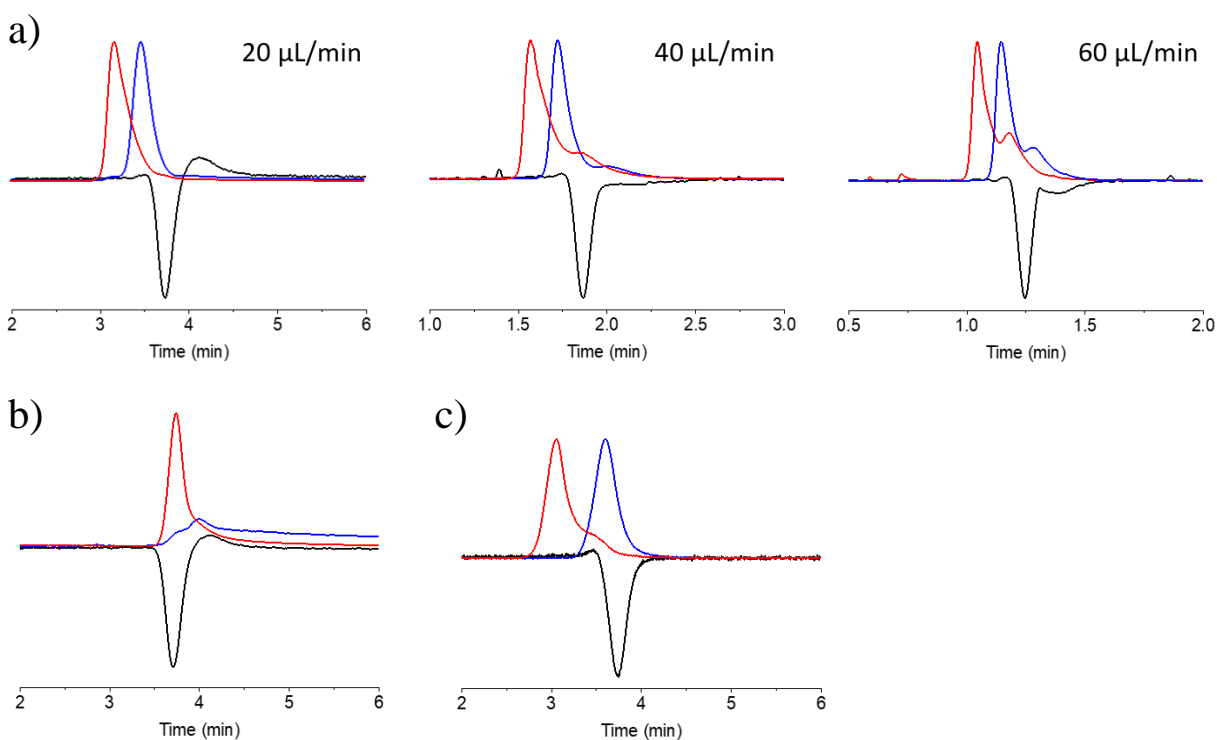 a)
20 µL/min
40 µL/min
60 µL/min
2 3 4 5 6
1.0 1.5 2.0 2.5 3.0
0.5 1.0 1.5 2.0
Time (min)
Time (min)
Time (min)
b)
c)
2 3 4 5 6
2 3 4 5 6
Time (min)
Time (min)